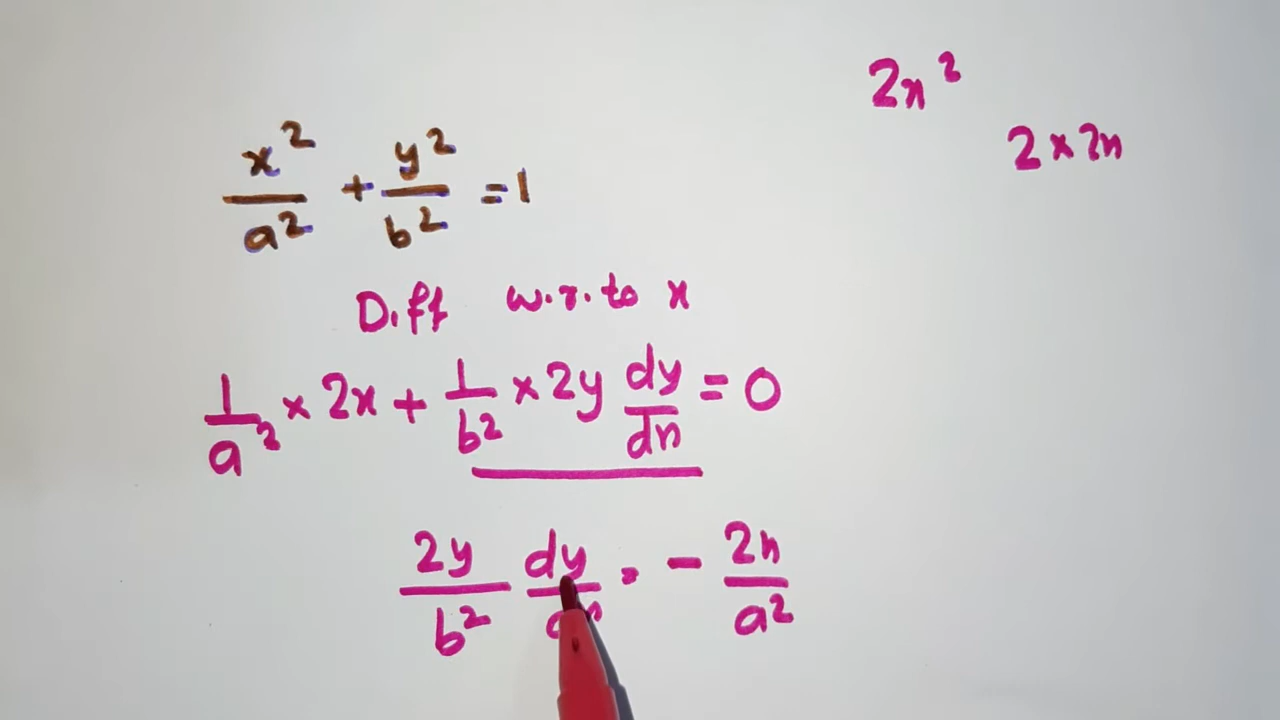 2x²
2 × 2x
x²/a² + y²/b² = 1
Diff w.r.to x
1/a² × 2x + 1/b² × 2y dy/dx = 0
2y/b² dy/dx = - 2x/a²